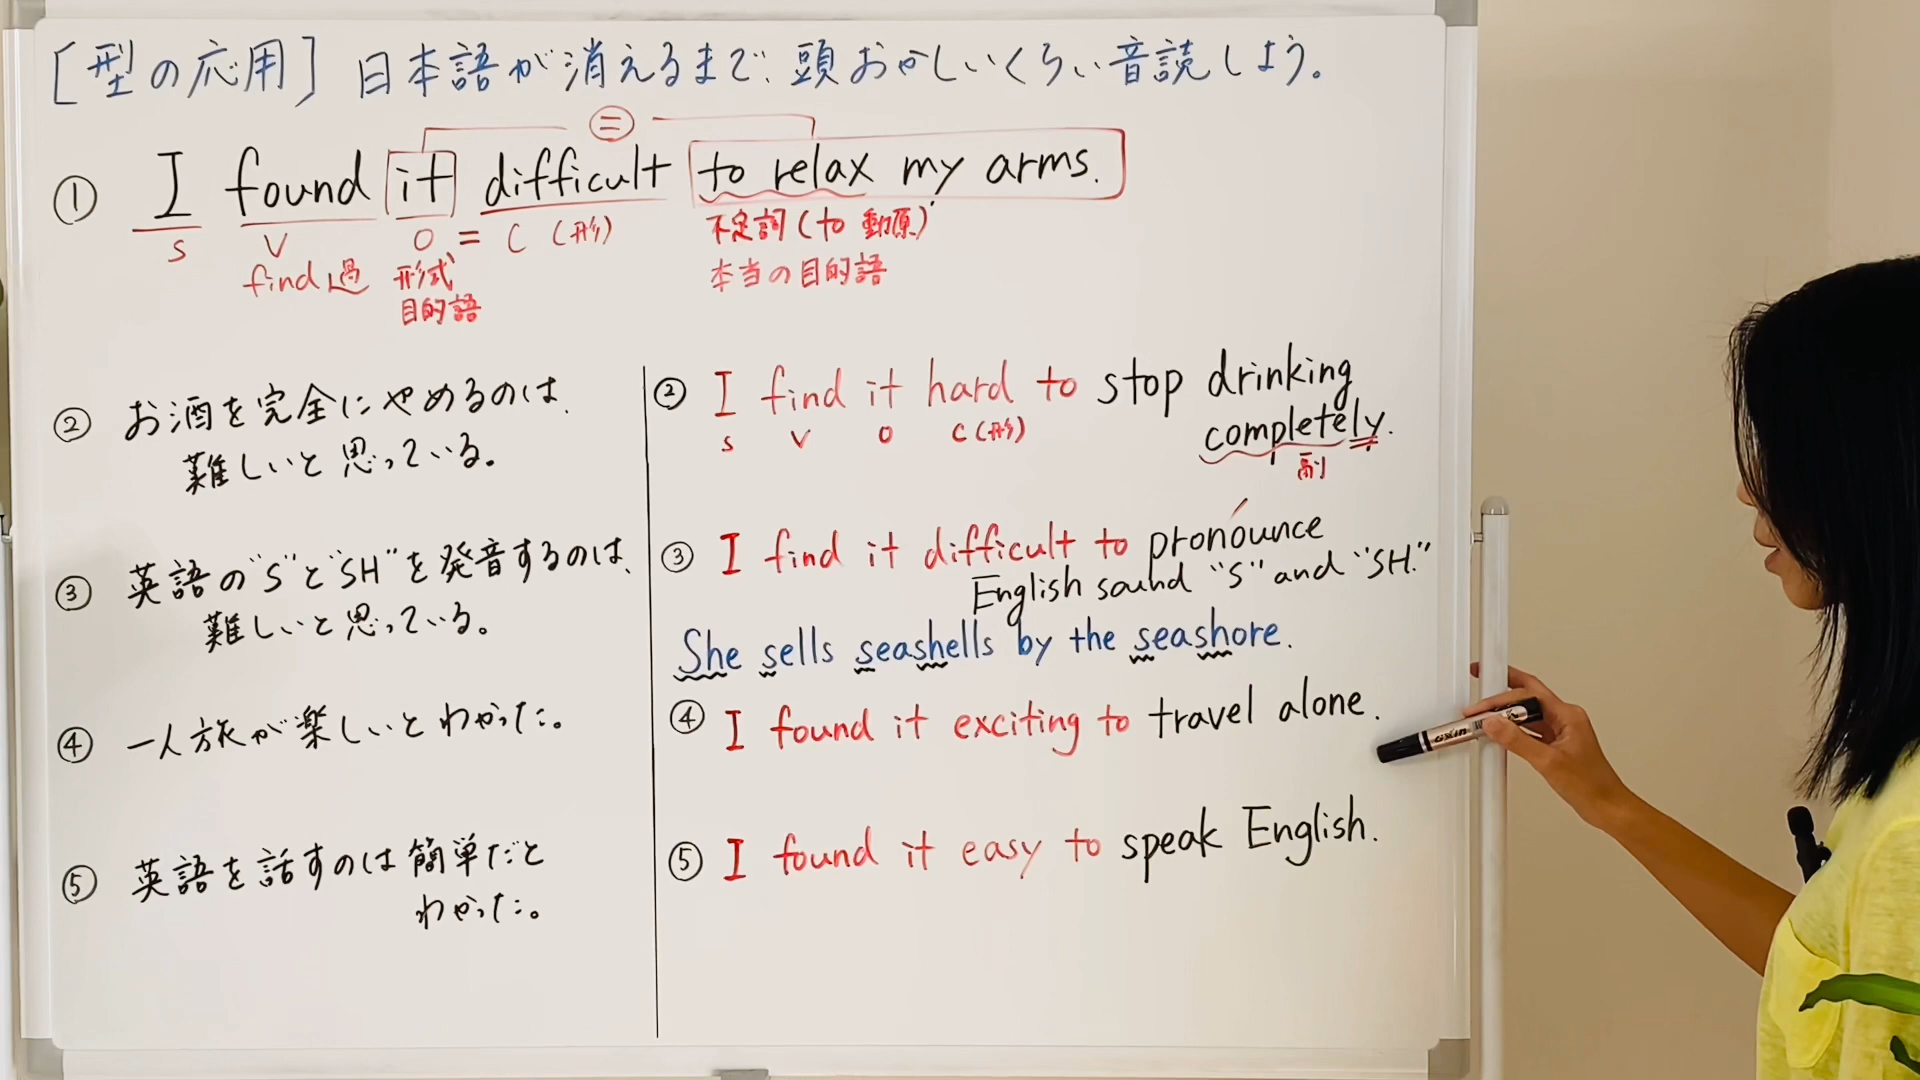 [型の応用] 日本語が消えるまで、頭おかしいくらい音読しよう。
=
① I found it difficult to relax my arms.
S V O = C (形) 不定詞 (to 動原)
find 過 形式 本当の目的語
目的語
② お酒を完全にやめるのは、
難しいと思っている。
③ 英語の"S"と"SH"を発音するのは、
難しいと思っている。
④ 一人旅が楽しいとわかった。
⑤ 英語を話すのは簡単だと
わかった。
② I find it hard to stop drinking
S V O C (形)
completely.
副
③ I find it difficult to pronounce
English sound "S" and "SH."
She sells seashells by the seashore.
④ I found it exciting to travel alone.
⑤ I found it easy to speak English.